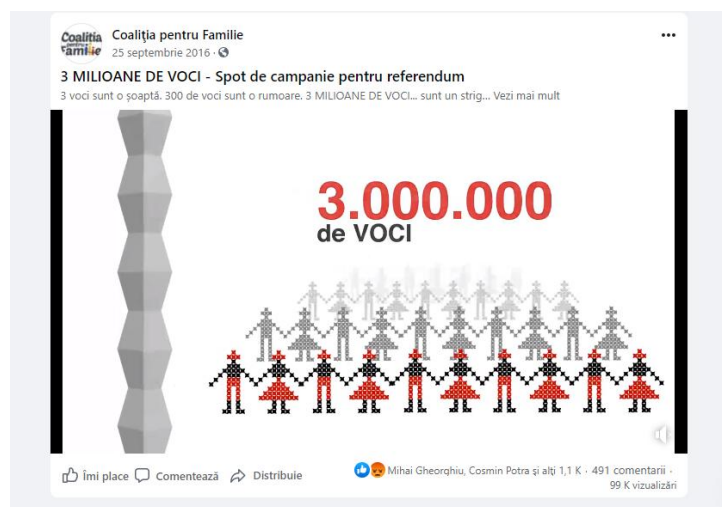 Coaliția
pentru
Familie
Coaliţia pentru Familie
25 septembrie 2016 ·
3 MILIOANE DE VOCI - Spot de campanie pentru referendum
3 voci sunt o șoaptă. 300 de voci sunt o rumoare. 3 MILIOANE DE VOCI... sunt un strig... Vezi mai mult
3.000.000
de VOCI
Îmi place Comentează Distribuie
Mihai Gheorghiu, Cosmin Potra și alți 1,1 K · 491 comentarii ·
99 K vizualizări